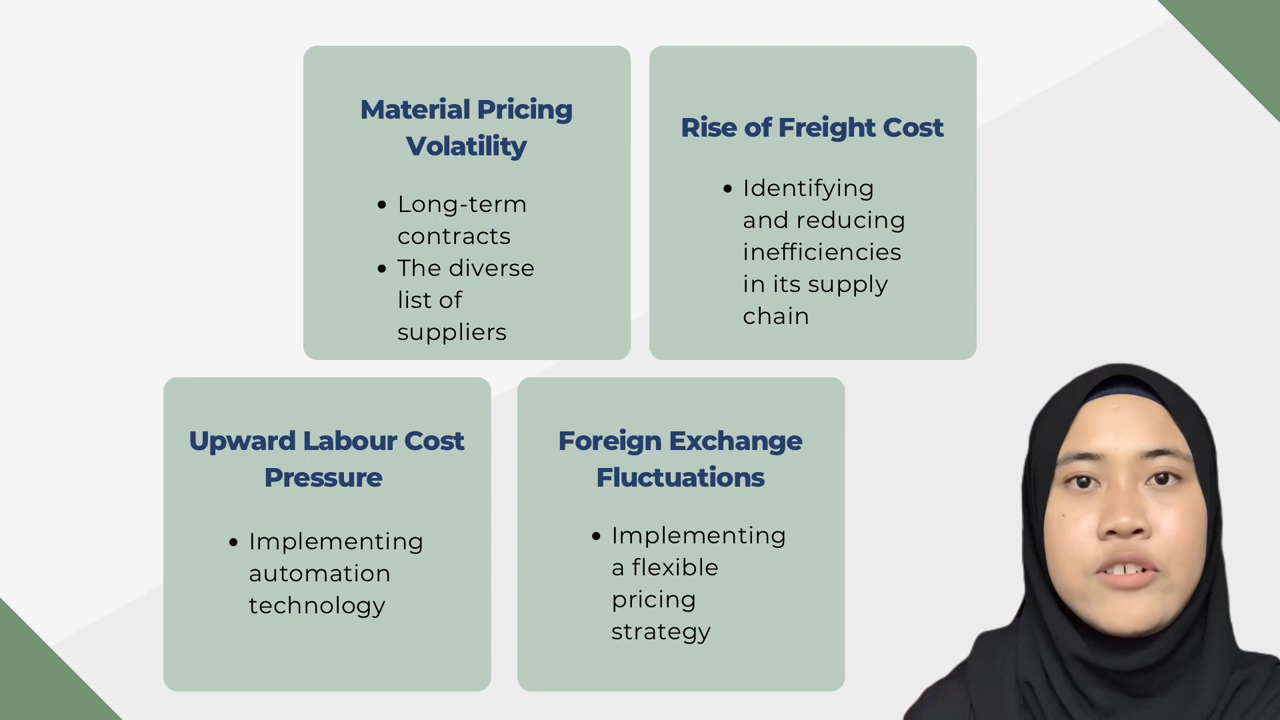 Material Pricing
Volatility
• Long-term
contracts
• The diverse
list of
suppliers
Rise of Freight Cost
• Identifying
and reducing
inefficiencies
in its supply
chain
Upward Labour Cost
Pressure
• Implementing
automation
technology
Foreign Exchange
Fluctuations
• Implementing
a flexible
pricing
strategy